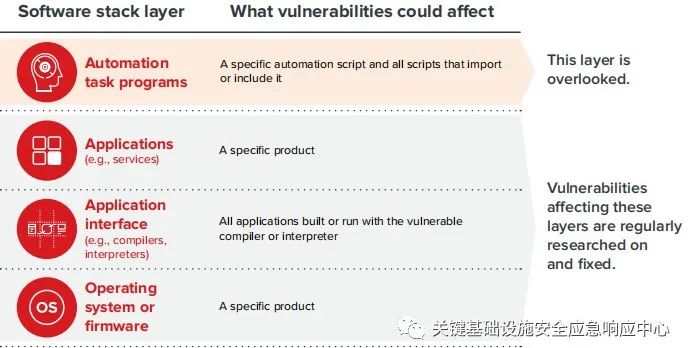 Software stack layer
What vulnerabilities could affect
Automation
task programs
A specific automation script and all scripts that import
or include it
This layer is
overlooked.
Applications
(e.g., services)
A specific product
Application
interface
(e.g., compilers,
interpreters)
All applications built or run with the vulnerable
compiler or interpreter
Vulnerabilities
affecting these
layers are regularly
researched on
and fixed.
OS
Operating
system or
firmware
A specific product
关键基础设施安全应急响应中心